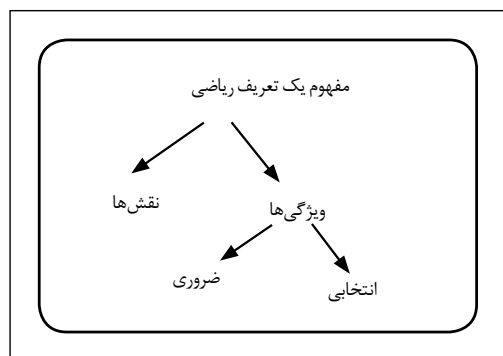 مفهوم یک تعریف ریاضی
ویژگی‌ها
نقش‌ها
انتخابی
ضروری